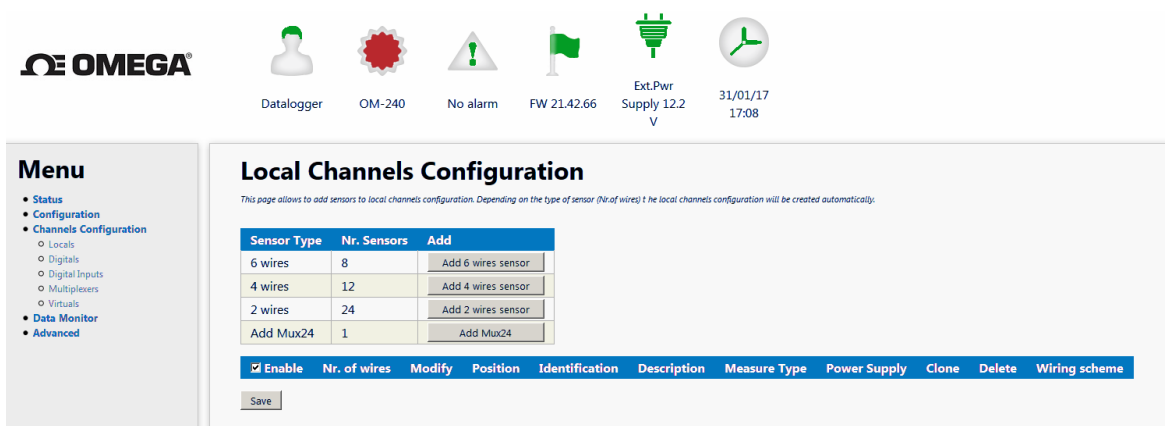 OMEGA®
Datalogger
OM-240
No alarm
FW 21.42.66
Ext.Pwr
Supply 12.2
V
31/01/17
17:08
Menu
Status
Configuration
Channels Configuration
Locals
Digitals
Digital Inputs
Multiplexers
Virtuals
Data Monitor
Advanced
Local Channels Configuration
This page allows to add sensors to local channels configuration. Depending on the type of sensor (Nr.of wires) t he local channels configuration will be created automatically.
Sensor Type Nr. Sensors Add
6 wires 8 Add 6 wires sensor
4 wires 12 Add 4 wires sensor
2 wires 24 Add 2 wires sensor
Add Mux24 1 Add Mux24
Enable Nr. of wires Modify Position Identification Description Measure Type Power Supply Clone Delete Wiring scheme
Save